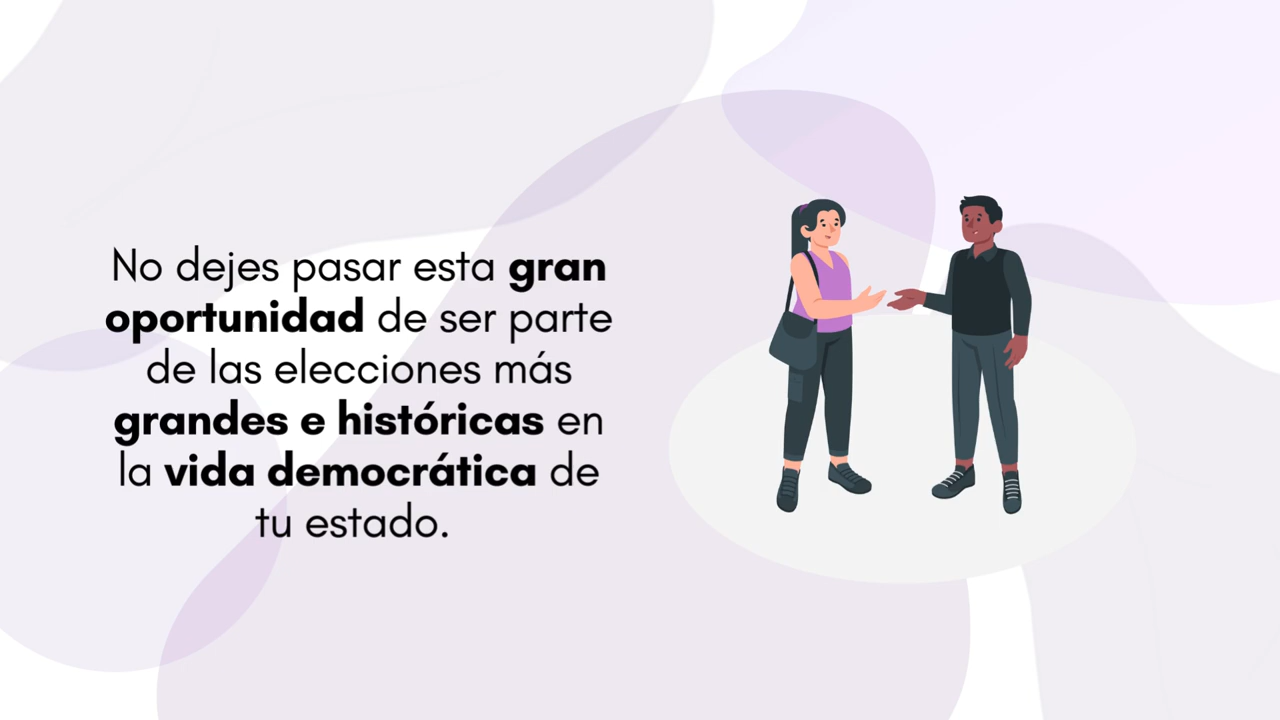 No dejes pasar esta gran
oportunidad de ser parte
de las elecciones más
grandes e históricas en
la vida democrática de
tu estado.